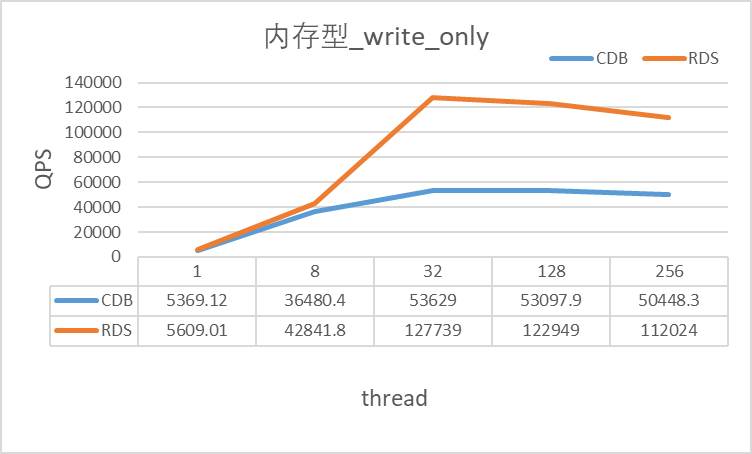 内存型_write_only
CDB RDS
140000
120000
100000
80000
60000
40000
20000
0
QPS
1 8 32 128 256
CDB 5369.12 36480.4 53629 53097.9 50448.3
RDS 5609.01 42841.8 127739 122949 112024
thread